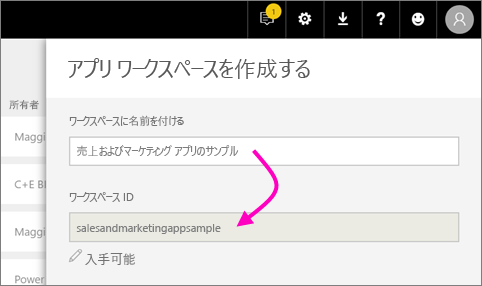 1
?
アプリ ワークスペースを作成する
所有者
ワークスペースに名前を付ける
Maggi
売上およびマーケティング アプリのサンプル
C+E BI
ワークスペース ID
Maggi
salesandmarketingappsample
入手可能
Power